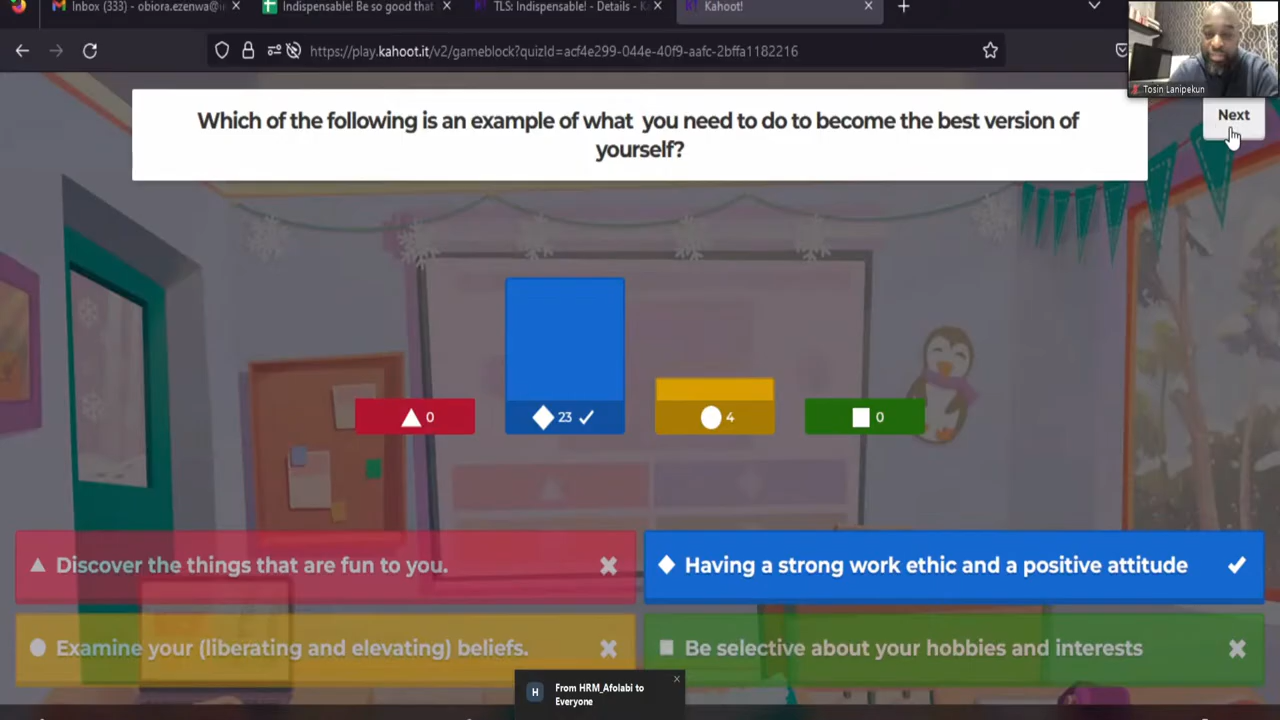 Inbox (333) - obiora.ezenwa@
Indispensable! Be so good that
TLS: Indispensable! - Details - K
Kahoot!
https://play.kahoot.it/v2/gameblock?quizId=acf4e299-044e-40f9-aafc-2bffa1182216
Tosin Lanipekun
Which of the following is an example of what you need to do to become the best version of
yourself?
Next
0
23
4
0
Discover the things that are fun to you.
Having a strong work ethic and a positive attitude
Examine your (liberating and elevating) beliefs.
Be selective about your hobbies and interests
H
From HRM_Afolabi to
Everyone